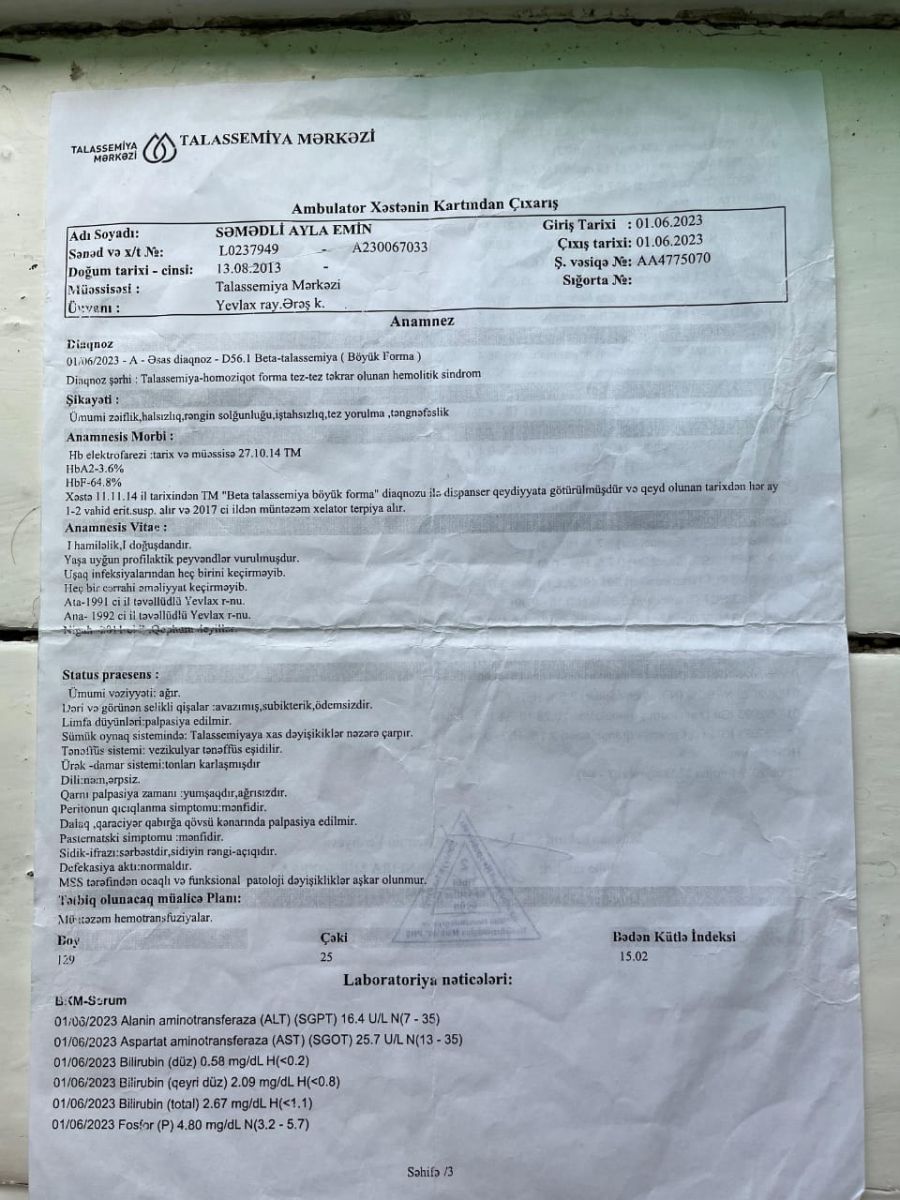 TALASSEMİYA
MƏRKƏZİ
TALASSEMİYA MƏRKƏZİ
Ambulator Xəstənin Kartından Çıxarış
Adı Soyadı: SƏMƏDLİ AYLA EMİN Giriş Tarixi : 01.06.2023
Sənəd və x/t №: L0237949 - A230067033 Çıxış tarixi: 01.06.2023
Doğum tarixi - cinsi: 13.08.2013 - Ş. vəsiqə №: AA4775070
Müəssisəsi : Talassemiya Mərkəzi Sığorta №:
Ünvanı : Yevlax ray.Ərəş k.
Anamnez
Diaqnoz
01/06/2023 - A - Əsas diaqnoz - D56.1 Beta-talassemiya ( Böyük Forma )
Diaqnoz şərhi : Talassemiya-homoziqot forma tez-tez təkrar olunan hemolitik sindrom
Şikayəti :
Ümumi zəiflik,halsızlıq,rəngin solğunluğu,iştahsızlıq,tez yorulma ,təngnəfəslik
Anamnesis Morbi :
Hb elektrofarezi :tarix və müəssisə 27.10.14 TM
HbA2-3.6%
HbF-64.8%
Xəstə 11.11.14 il tarixindən TM "Beta talassemiya böyük forma" diaqnozu ilə dispanser qeydiyyata götürülmüşdür və qeyd olunan tarixdən hər ay
1-2 vahid erit.susp. alır və 2017 ci ildən müntəzəm xelator terpiya alır.
Anamnesis Vitae :
I hamiləlik,I doğuşdandır.
Yaşa uyğun profilaktik peyvəndlər vurulmuşdur.
Uşaq infeksiyalarından heç birini keçirməyib.
Heç bir cərrahi əməliyyat keçirməyib.
Ata-1991 ci il təvəllüdlü Yevlax r-nu.
Ana- 1992 ci il təvəllüdlü Yevlax r-nu.
Status praesens :
Ümumi vəziyyəti: ağır.
Dəri və görünən selikli qişalar :avazımış,subikterik,ödemsizdir.
Limfa düyünləri:palpasiya edilmir.
Sümük oynaq sistemində: Talassemiyaya xas dəyişikiklər nəzərə çarpır.
Tənəffüs sistemi: vezikulyar tənəffüs eşidilir.
Ürək -damar sistemi:tonları karlaşmışdır
Dili:nəm,ərpsiz.
Qarnı palpasiya zamanı :yumşaqdır,ağrısızdır.
Peritonun qıcıqlanma simptomu:mənfidir.
Dalaq ,qaraciyər qabırğa qövsü kənarında palpasiya edilmir.
Pasternatski simptomu :mənfidir.
Sidik-ifrazı:sərbəstdir,sidiyin rəngi-açıqıdır.
Defekasiya aktı:normaldır.
MSS tərəfindən ocaqlı və funksional patoloji dəyişikliklər aşkar olunmur.
Tətbiq olunacaq müalicə Planı:
Müntəzəm hemotransfuziyalar.
Boy Çəki Bədən Kütlə İndeksi
129 25 15.02
Laboratoriya nəticələri:
BKM-Serum
01/06/2023 Alanin aminotransferaza (ALT) (SGPT) 16.4 U/L N(7 - 35)
01/06/2023 Aspartat aminotransferaza (AST) (SGOT) 25.7 U/L N(13 - 35)
01/06/2023 Bilirubin (düz) 0.58 mg/dL H(<0.2)
01/06/2023 Bilirubin (qeyri düz) 2.09 mg/dL H(<0.8)
01/06/2023 Bilirubin (total) 2.67 mg/dL H(<1.1)
01/06/2023 Fosfor (P) 4.80 mg/dL N(3.2 - 5.7)
Səhifə /3